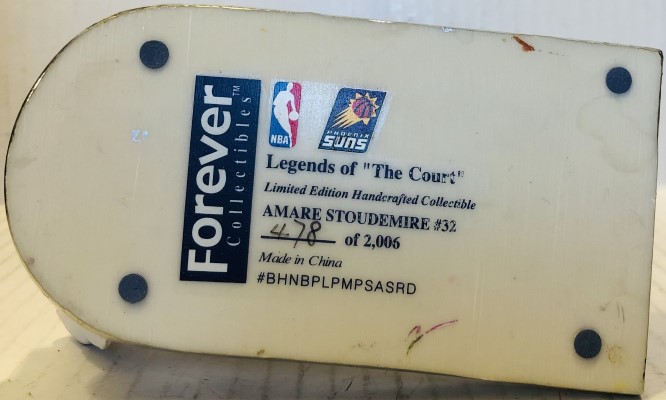 Forever
Collectibles™
NBA
PHOENIX
SUNS
Legends of "The Court"
Limited Edition Handcrafted Collectible
AMARE STOUDEMIRE #32
478 of 2,006
Made in China
#BHNBPLPMPSASRD